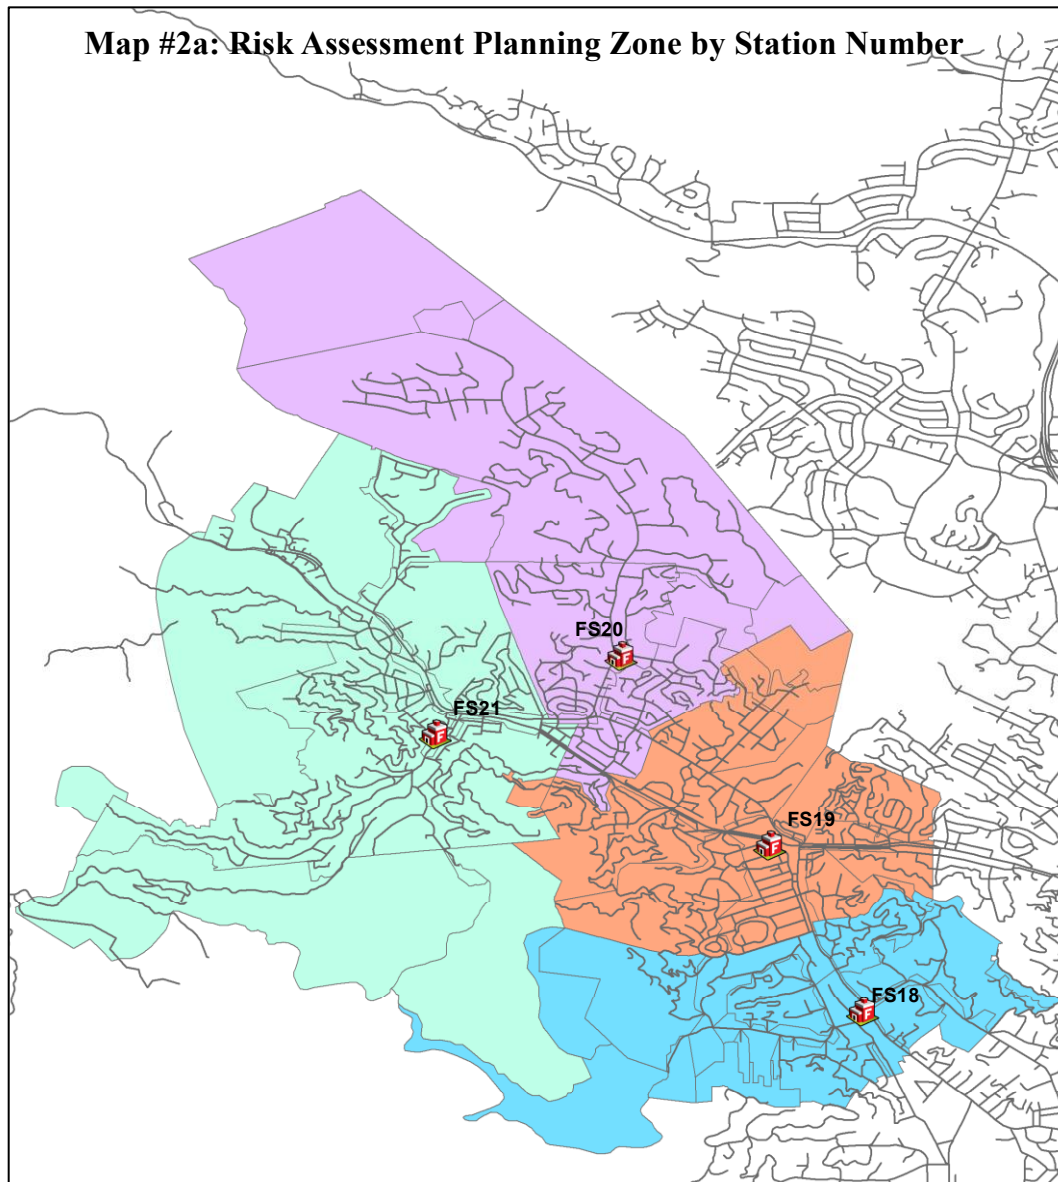 Map #2a: Risk Assessment Planning Zone by Station Number
FS20
FS21
FS19
FS18